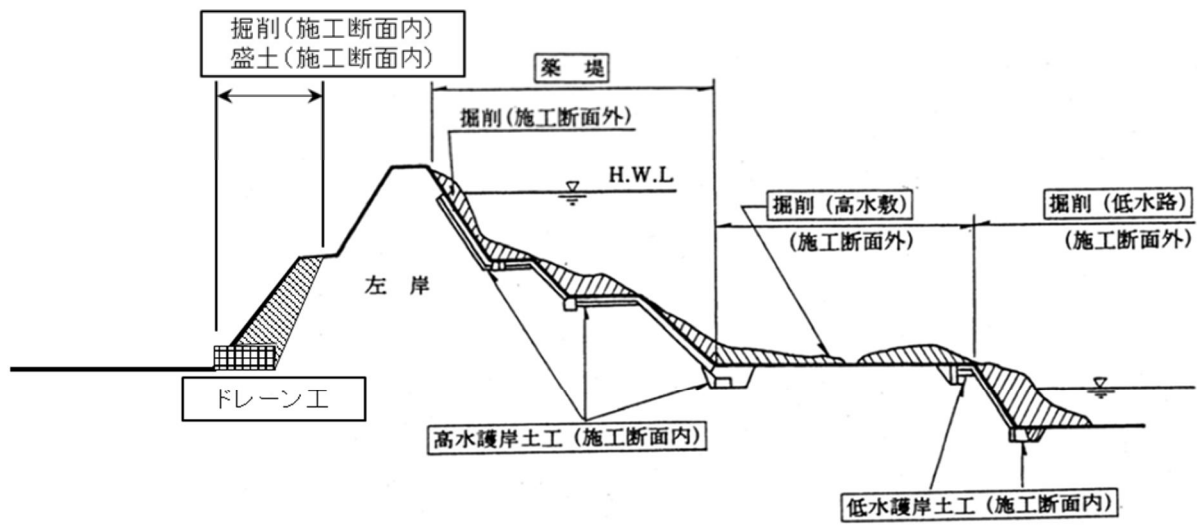 掘削(施工断面内)
盛土(施工断面内)
築 堤
掘削(施工断面外)
H.W.L
掘削(高水敷)
(施工断面外)
掘削(低水路)
(施工断面外)
左 岸
ドレーン工
高水護岸土工(施工断面内)
低水護岸土工(施工断面内)